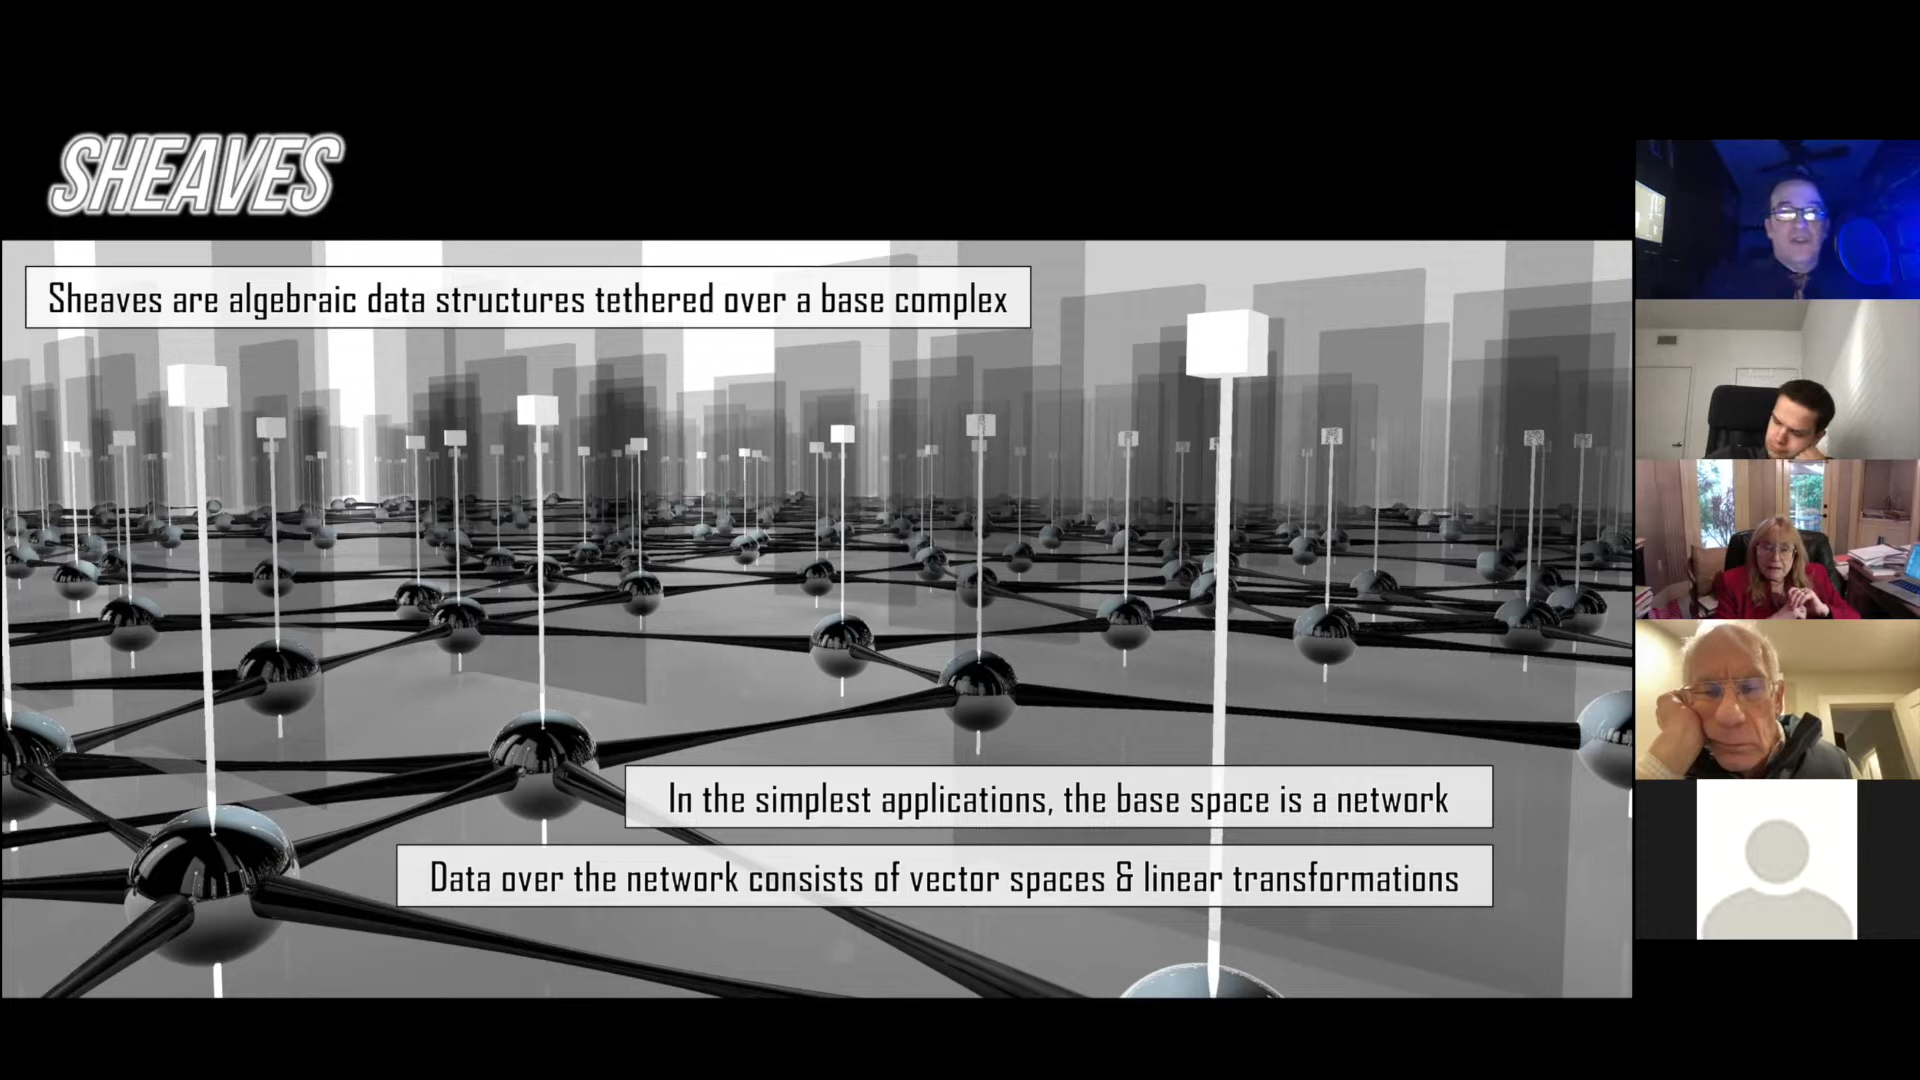 SHEAVES
Sheaves are algebraic data structures tethered over a base complex
In the simplest applications, the base space is a network
Data over the network consists of vector spaces & linear transformations